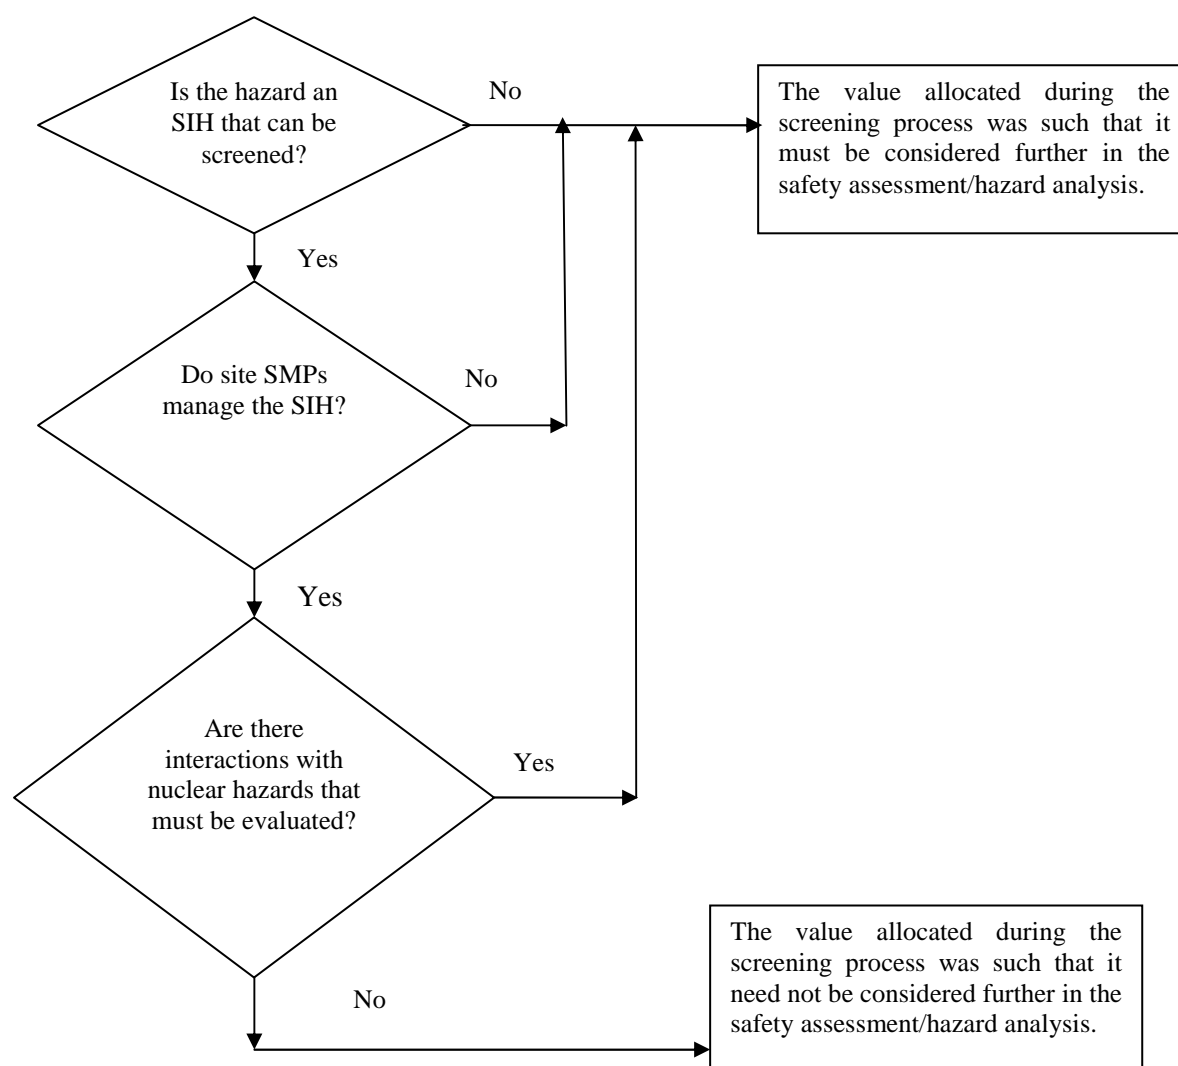 Is the hazard an
SIH that can be
screened?
No
The value allocated during the
screening process was such that it
must be considered further in the
safety assessment/hazard analysis.
Yes
Do site SMPs
manage the SIH?
No
Yes
Are there
interactions with
nuclear hazards that
must be evaluated?
Yes
No
The value allocated during the
screening process was such that it
need not be considered further in the
safety assessment/hazard analysis.